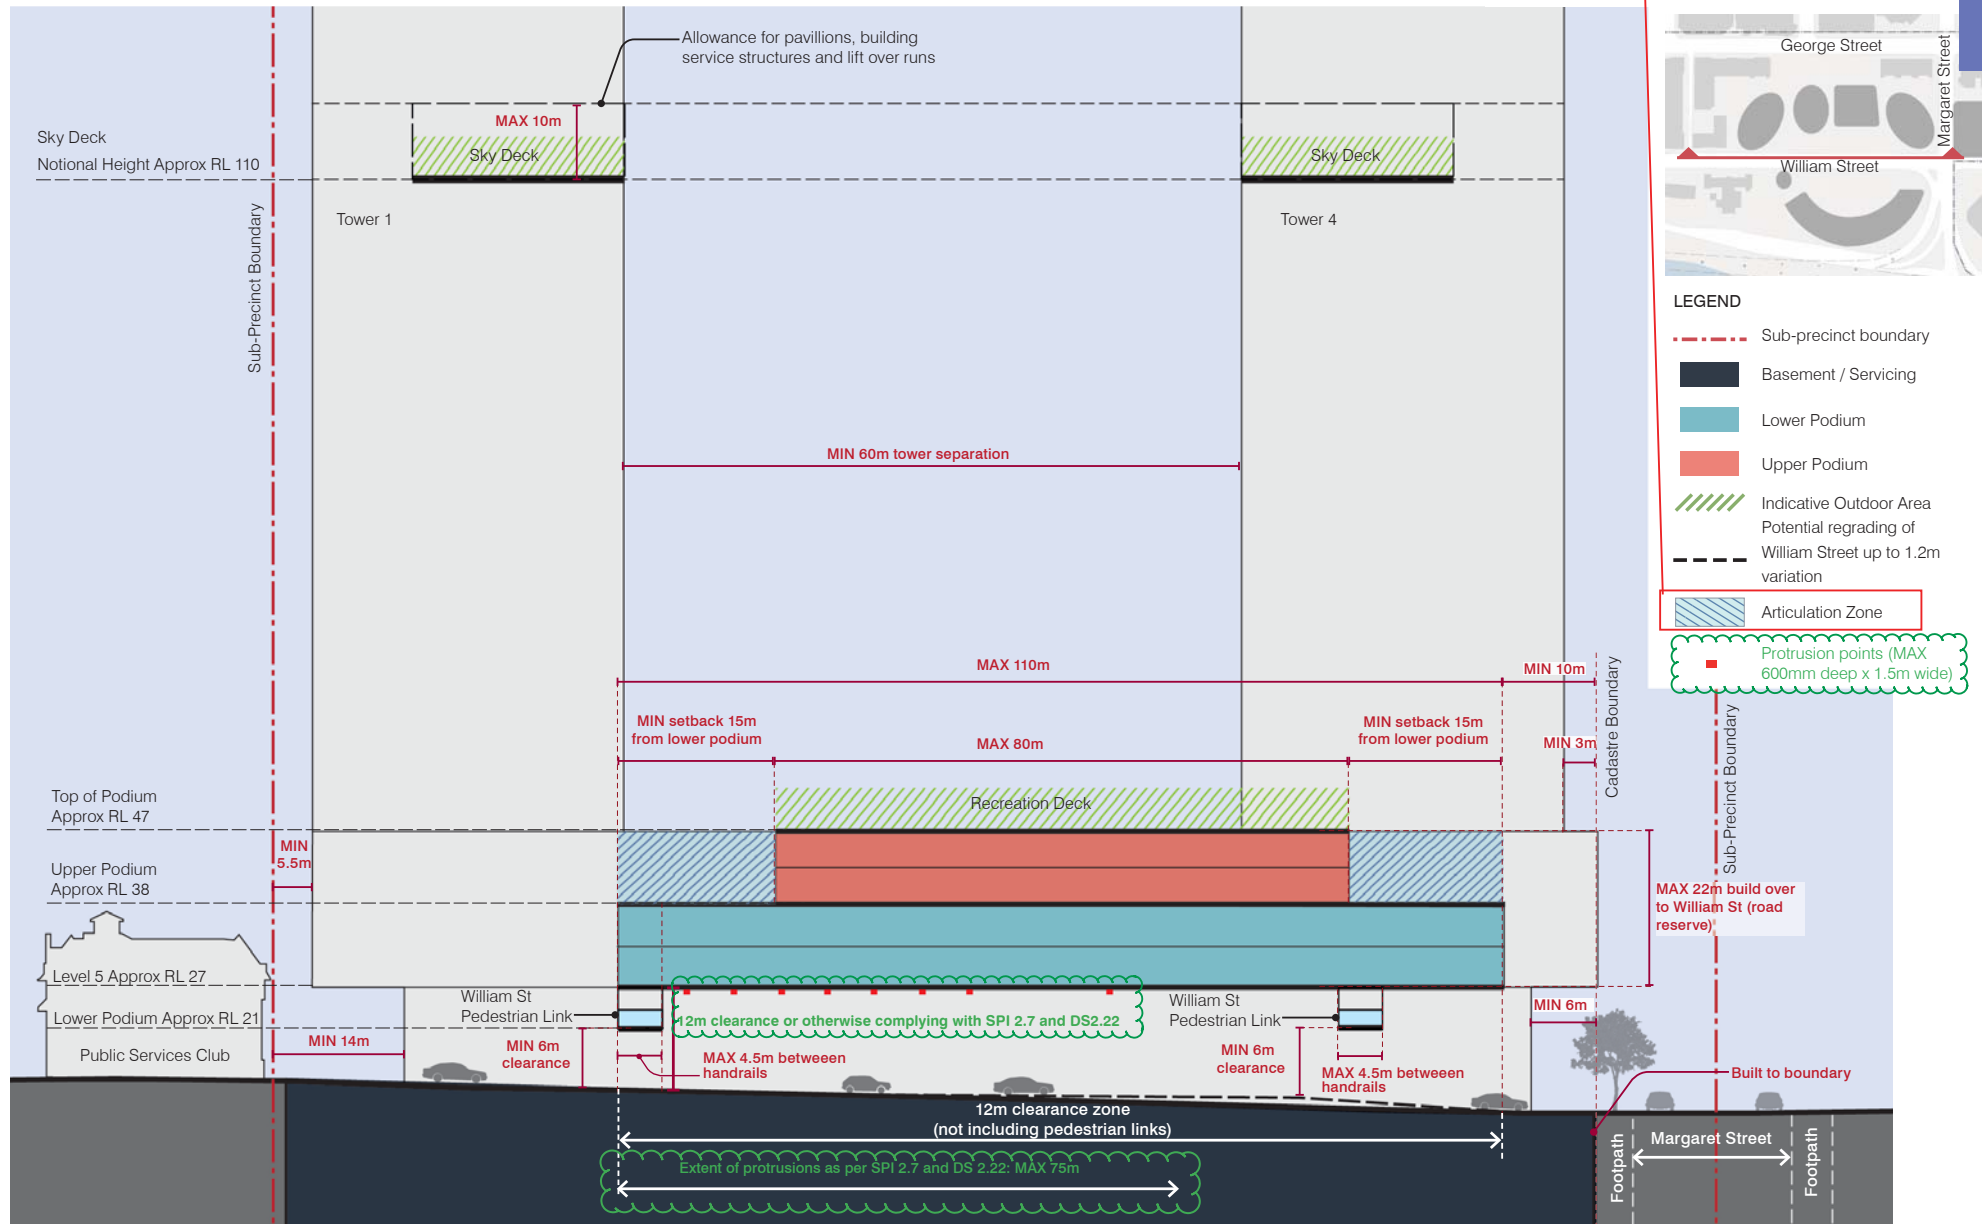 Allowance for pavillions, building
service structures and lift over runs
MAX 10m
Sky Deck
Notional Height Approx RL 110
Sky Deck
Sky Deck
Sub-Precinct Boundary
Tower 1
Tower 4
MIN 60m tower separation
MAX 110m
MIN 10m
MIN setback 15m
from lower podium
MAX 80m
MIN setback 15m
from lower podium
MIN 3m
Cadastre Boundary
Sub-Precinct Boundary
Top of Podium
Approx RL 47
Recreation Deck
MIN
5.5m
Upper Podium
Approx RL 38
MAX 22m build over
to William St (road
reserve)
Level 5 Approx RL 27
Lower Podium Approx RL 21
Public Services Club
MIN 14m
William St
Pedestrian Link
12m clearance or otherwise complying with SPI 2.7 and DS2.22
William St
Pedestrian Link
MIN 6m
MIN 6m
clearance
MAX 4.5m betweeen
handrails
MIN 6m
clearance
MAX 4.5m betweeen
handrails
Built to boundary
12m clearance zone
(not including pedestrian links)
Extent of protrusions as per SPI 2.7 and DS 2.22: MAX 75m
Footpath
Margaret Street
Footpath
George Street
Margaret Street
William Street
LEGEND
Sub-precinct boundary
Basement / Servicing
Lower Podium
Upper Podium
Indicative Outdoor Area
Potential regrading of
William Street up to 1.2m
variation
Articulation Zone
Protrusion points (MAX
600mm deep x 1.5m wide)